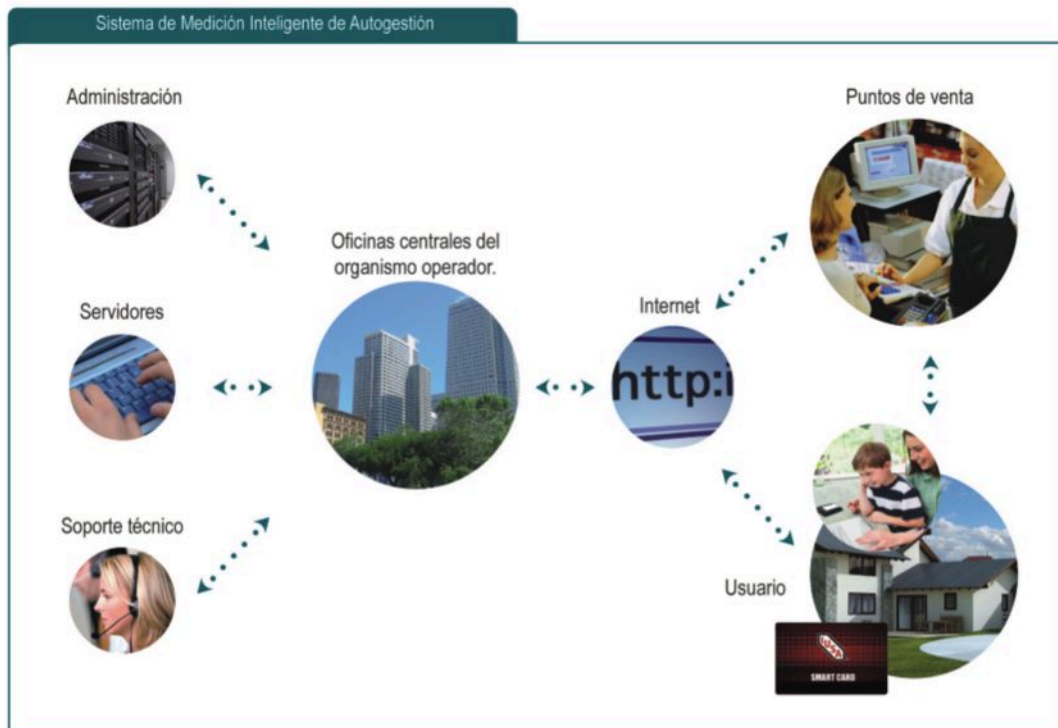 Sistema de Medición Inteligente de Autogestión
Administración
Puntos de venta
Oficinas centrales del
organismo operador.
Servidores
Internet
http:i
Soporte técnico
Usuario
SMART CARD